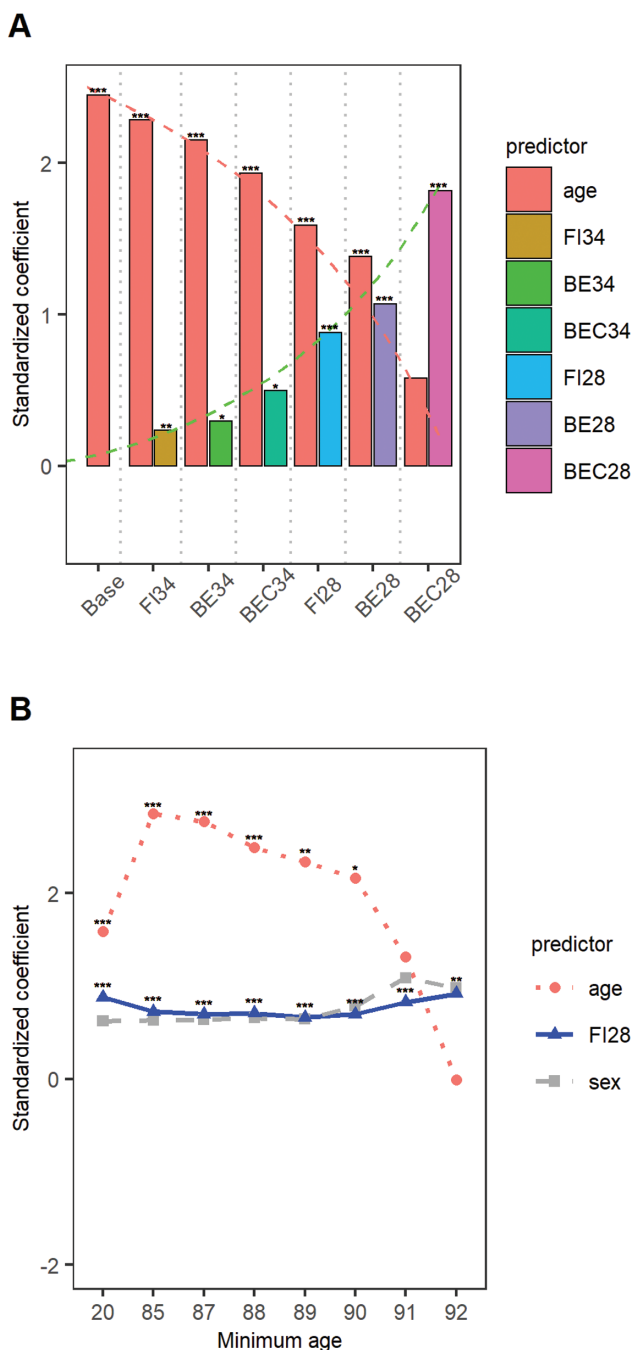 A
Standardized coefficient
2
1
0
***
***
***
***
***
***
***
**
*
*
***
***
Base
FI34
BE34
BEC34
FI28
BE28
BEC28
predictor
age
FI34
BE34
BEC34
FI28
BE28
BEC28
B
Standardized coefficient
2
0
-2
***
***
***
***
**
*
***
***
***
***
***
***
***
**
20
85
87
88
89
90
91
92
Minimum age
predictor
age
FI28
sex